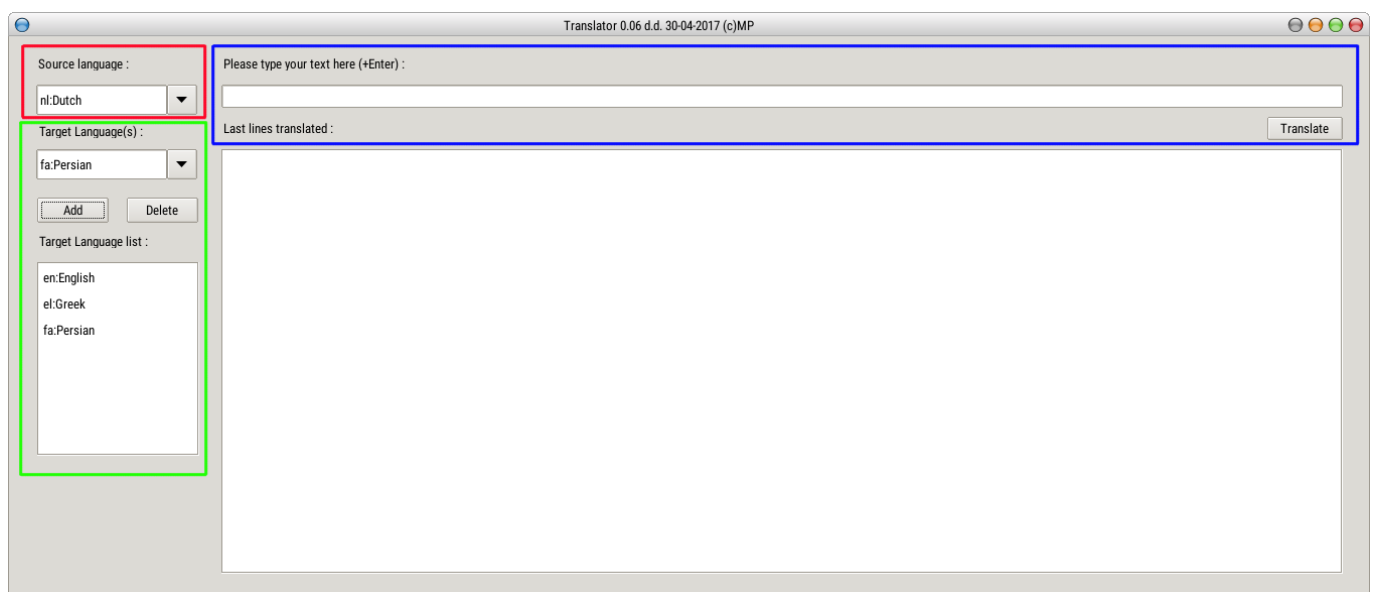 Translator 0.06 d.d. 30-04-2017 (c)MP
Source language :
nl:Dutch
Target Language(s) :
fa:Persian
Add
Delete
Target Language list :
en:English
el:Greek
fa:Persian
Please type your text here (+Enter) :
Last lines translated :
Translate